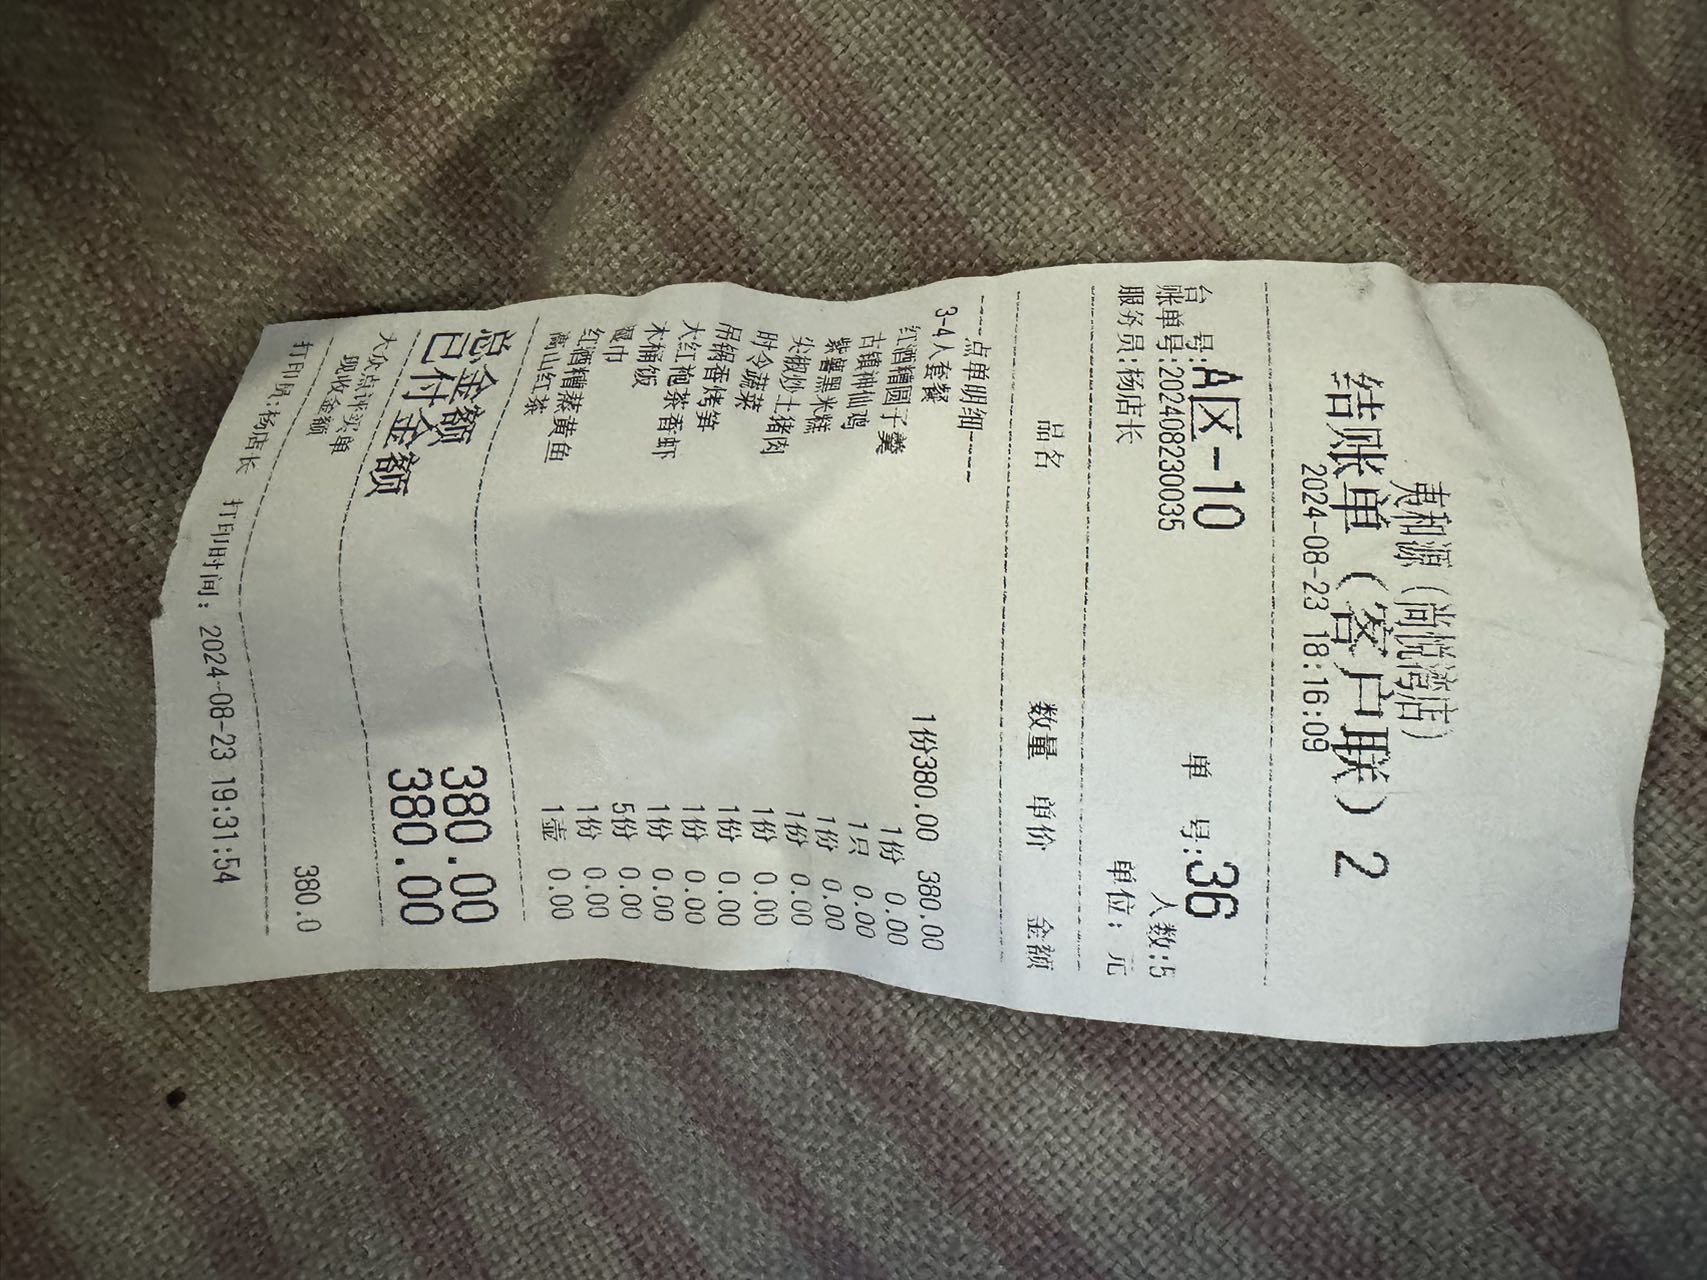 夷和源(尚悦湾店)
结账单(客户联) 2
2024-08-23 18:16:09
台 号:A区-10 单 号:36
账单号:202408230035 人数:5
服务员:杨店长 单位:元
品名 数量 单价 金额
----点单明细----
3-4人套餐 1份380.00 380.00
红酒糟圆子羹 1份 0.00
古镇神仙鸡 1只 0.00
紫薯黑米糕 1份 0.00
尖椒炒土猪肉 1份 0.00
时令蔬菜 1份 0.00
吊锅香烤笋 1份 0.00
大红袍茶香虾 1份 0.00
木桶饭 1份 0.00
湿巾 5份 0.00
红酒糟蒸黄鱼 1份 0.00
高山红茶 1壶 0.00
总金额 380.00
已付金额 380.00
大众点评买单
现收金额 380.0
打印员:杨店长 打印时间:2024-08-23 19:31:54